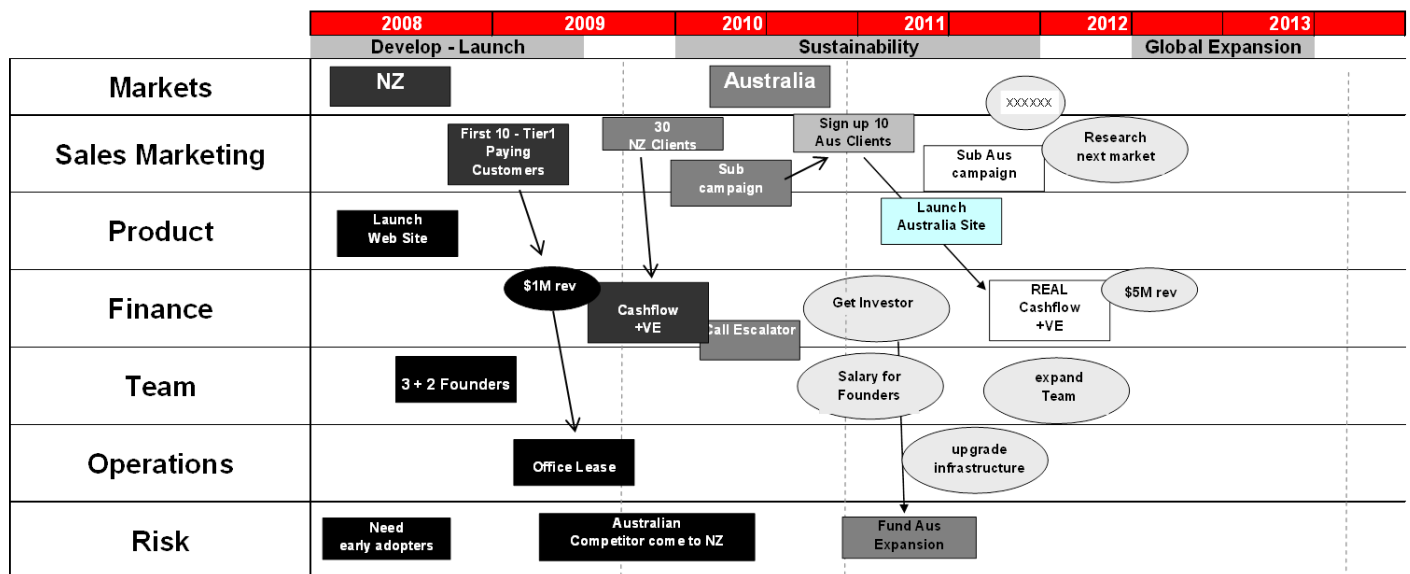 2008 2009 2010 2011 2012 2013
Develop - Launch Sustainability Global Expansion
Markets
NZ
Australia
XXXXXX
Sales Marketing
First 10 - Tier1
Paying
Customers
30
NZ Clients
Sub
campaign
Sign up 10
Aus Clients
Sub Aus
campaign
Research
next market
Product
Launch
Web Site
Launch
Australia Site
Finance
$1M rev
Cashflow
+VE
Call Escalator
Get Investor
REAL
Cashflow
+VE
$5M rev
Team
3 + 2 Founders
Salary for
Founders
expand
Team
Operations
Office Lease
upgrade
infrastructure
Risk
Need
early adopters
Australian
Competitor come to NZ
Fund Aus
Expansion